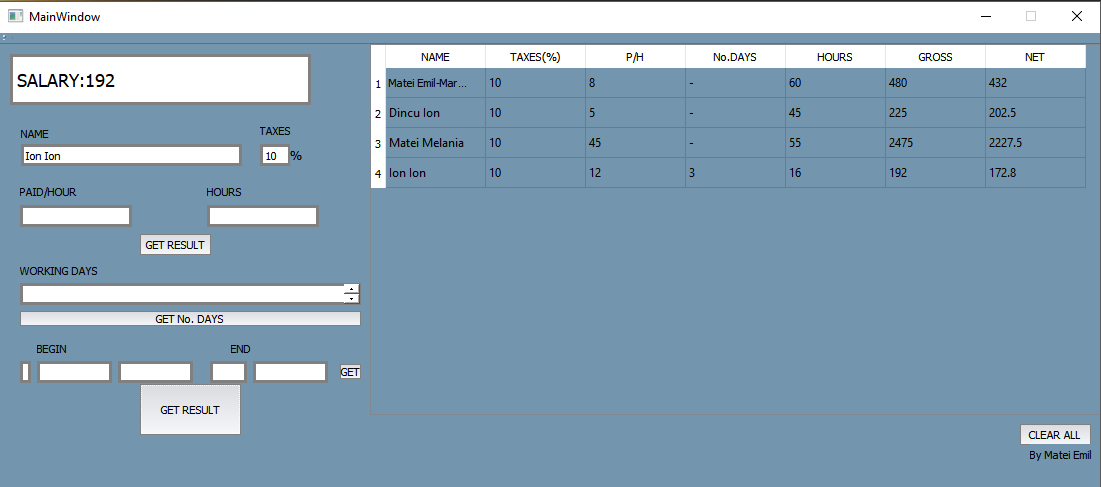 MainWindow
SALARY:192
NAME TAXES
Ion Ion 10 %
PAID/HOUR HOURS
GET RESULT
WORKING DAYS
GET No. DAYS
BEGIN END
GET
GET RESULT
NAME TAXES(%) P/H No.DAYS HOURS GROSS NET
1 Matei Emil-Mar... 10 8 - 60 480 432
2 Dincu Ion 10 5 - 45 225 202.5
3 Matei Melania 10 45 - 55 2475 2227.5
4 Ion Ion 10 12 3 16 192 172.8
CLEAR ALL
By Matei Emil